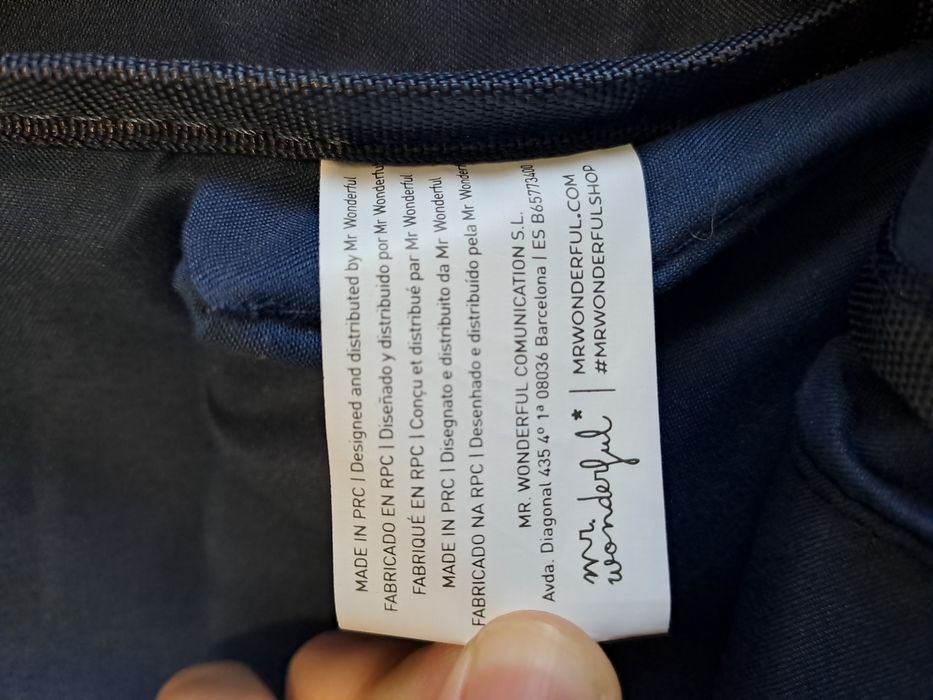 MADE IN PRC | Designed and distributed by Mr Wonderful
FABRICADO EN RPC | Diseñado y distribuido por Mr Wonderful
FABRIQUÉ EN RPC | Conçu et distribué par Mr Wonderful
MADE IN PRC | Disegnato e distribuito da Mr Wonderful
FABRICADO NA RPC | Desenhado e distribuído pela Mr Wonderful
MR. WONDERFUL COMUNICATION S.L.
Avda. Diagonal 435 4º 1ª 08036 Barcelona | ES B65773400
mr.
wonderful*
MRWONDERFUL.COM
#MRWONDERFULSHOP